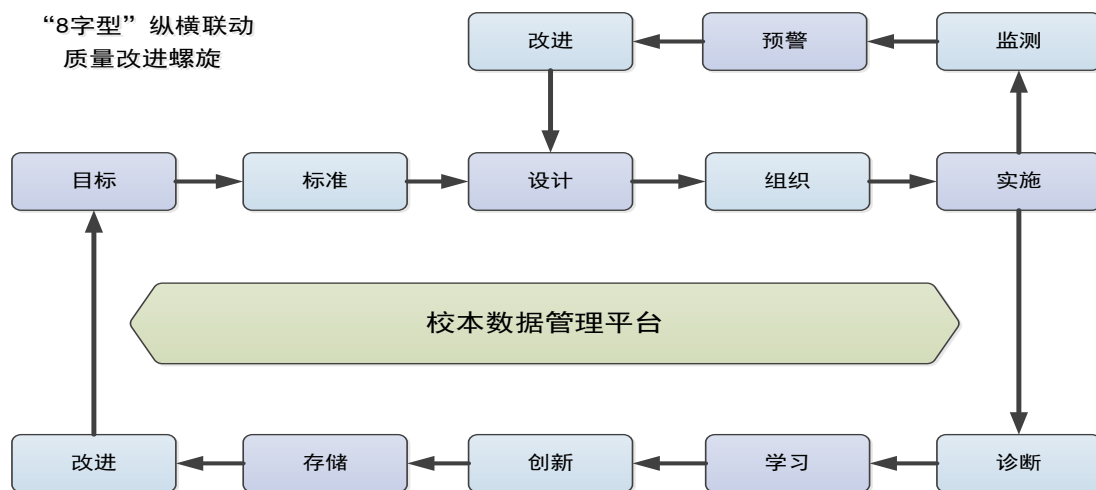 “8字型”纵横联动
质量改进螺旋
改进
预警
监测
目标
标准
设计
组织
实施
校本数据管理平台
改进
存储
创新
学习
诊断